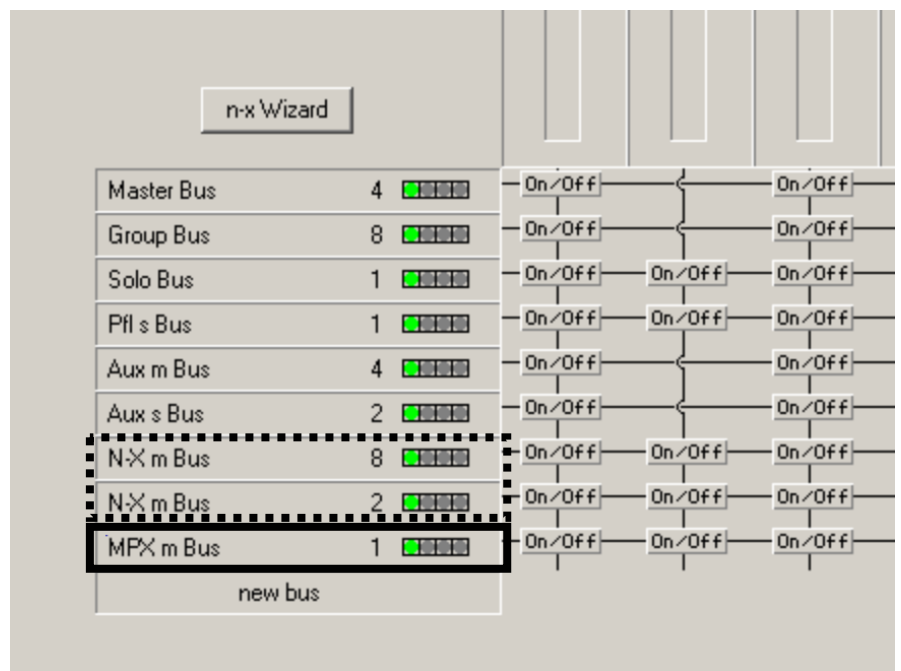 n-x Wizard
Master Bus 4 On/Off On/Off
Group Bus 8 On/Off On/Off
Solo Bus 1 On/Off On/Off On/Off
Pfl s Bus 1 On/Off On/Off On/Off
Aux m Bus 4 On/Off On/Off
Aux s Bus 2 On/Off On/Off
N-X m Bus 8 On/Off On/Off On/Off
N-X m Bus 2 On/Off On/Off On/Off
MPX m Bus 1 On/Off On/Off On/Off
new bus